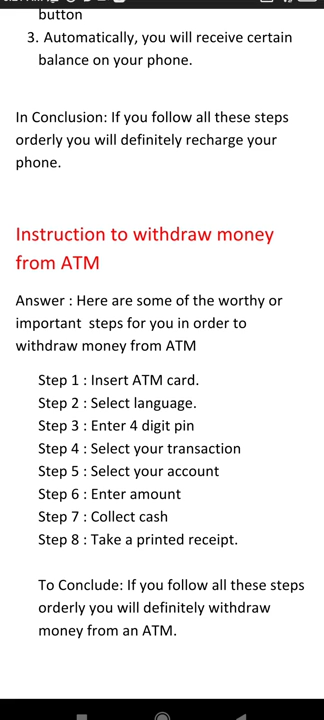 button
3. Automatically, you will receive certain
balance on your phone.
In Conclusion: If you follow all these steps
orderly you will definitely recharge your
phone.
Instruction to withdraw money
from ATM
Answer : Here are some of the worthy or
important steps for you in order to
withdraw money from ATM
Step 1 : Insert ATM card.
Step 2 : Select language.
Step 3 : Enter 4 digit pin
Step 4 : Select your transaction
Step 5 : Select your account
Step 6 : Enter amount
Step 7 : Collect cash
Step 8 : Take a printed receipt.
To Conclude: If you follow all these steps
orderly you will definitely withdraw
money from an ATM.